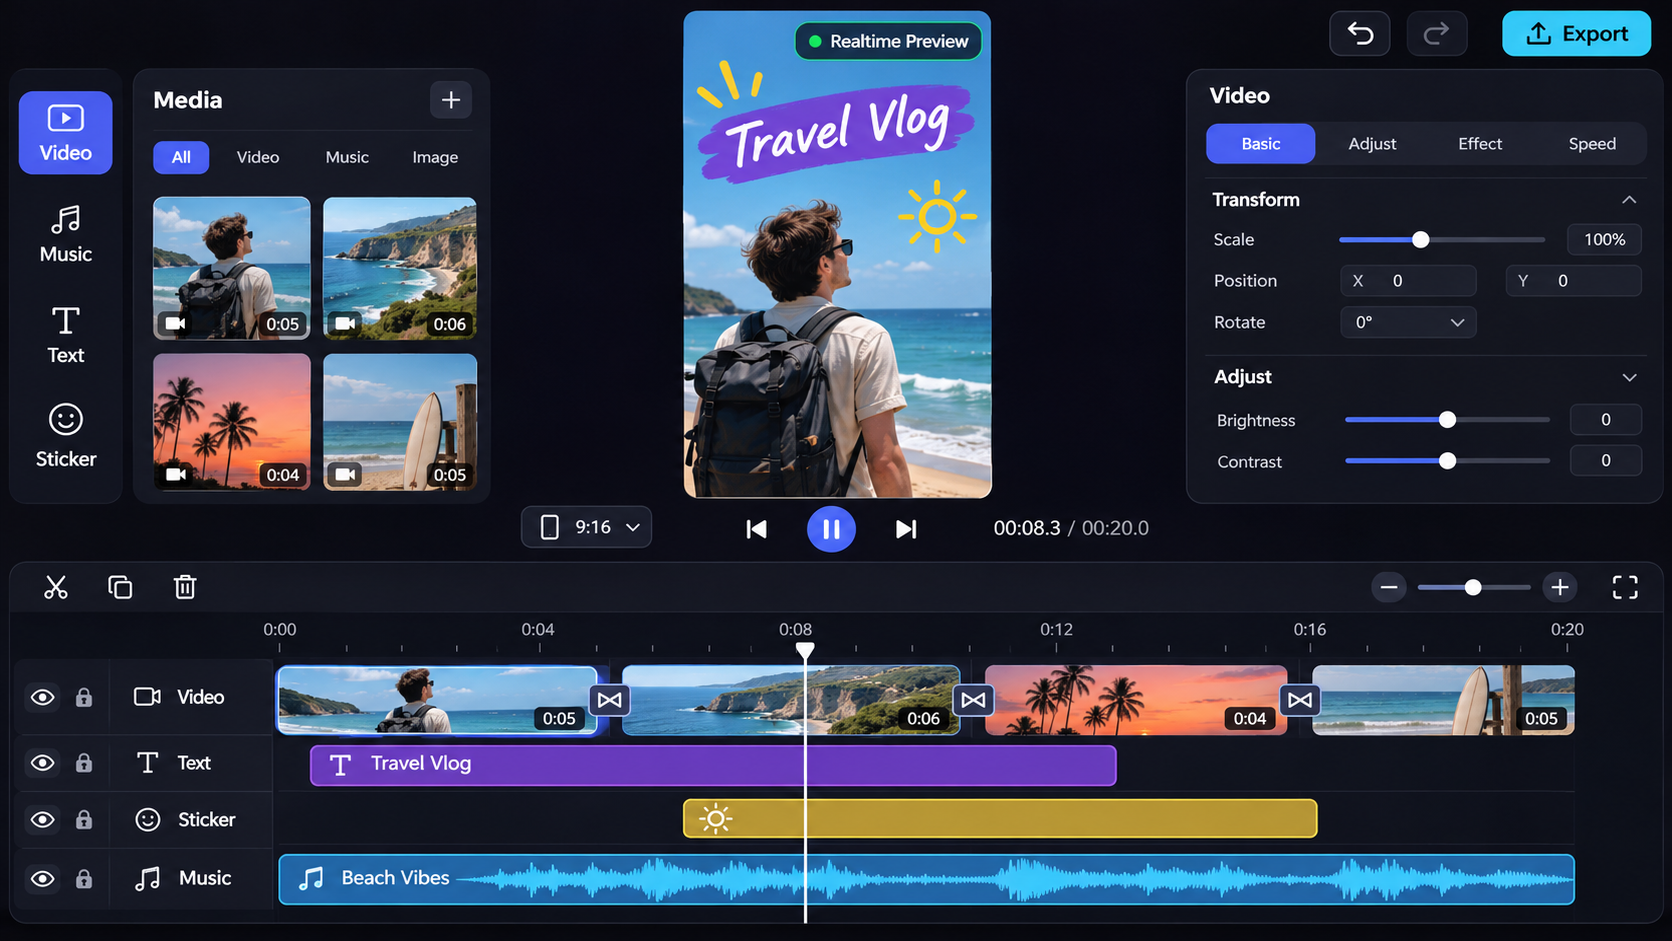 Realtime Preview
Export
Video
Music
Text
Sticker
Media
All Video Music Image
0:05
0:06
0:04
0:05
Travel Vlog
Video
Basic Adjust Effect Speed
Transform
Scale 100%
Position X 0 Y 0
Rotate 0°
Adjust
Brightness 0
Contrast 0
9:16
00:08.3 / 00:20.0
0:00 0:04 0:08 0:12 0:16 0:20
Video 0:05 0:06 0:04 0:05
Text T Travel Vlog
Sticker
Music Beach Vibes